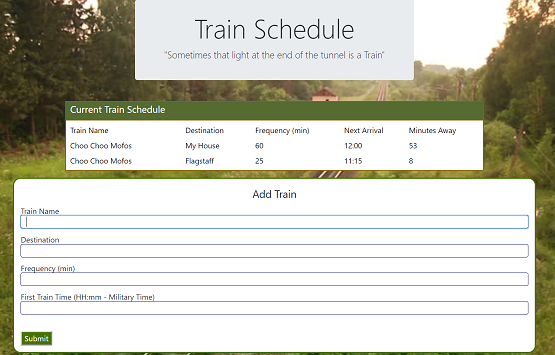 Train Schedule
"Sometimes that light at the end of the tunnel is a Train"
Current Train Schedule
Train Name Destination Frequency (min) Next Arrival Minutes Away
Choo Choo Mofos My House 60 12:00 53
Choo Choo Mofos Flagstaff 25 11:15 8
Add Train
Train Name
Destination
Frequency (min)
First Train Time (HH:mm - Military Time)
Submit